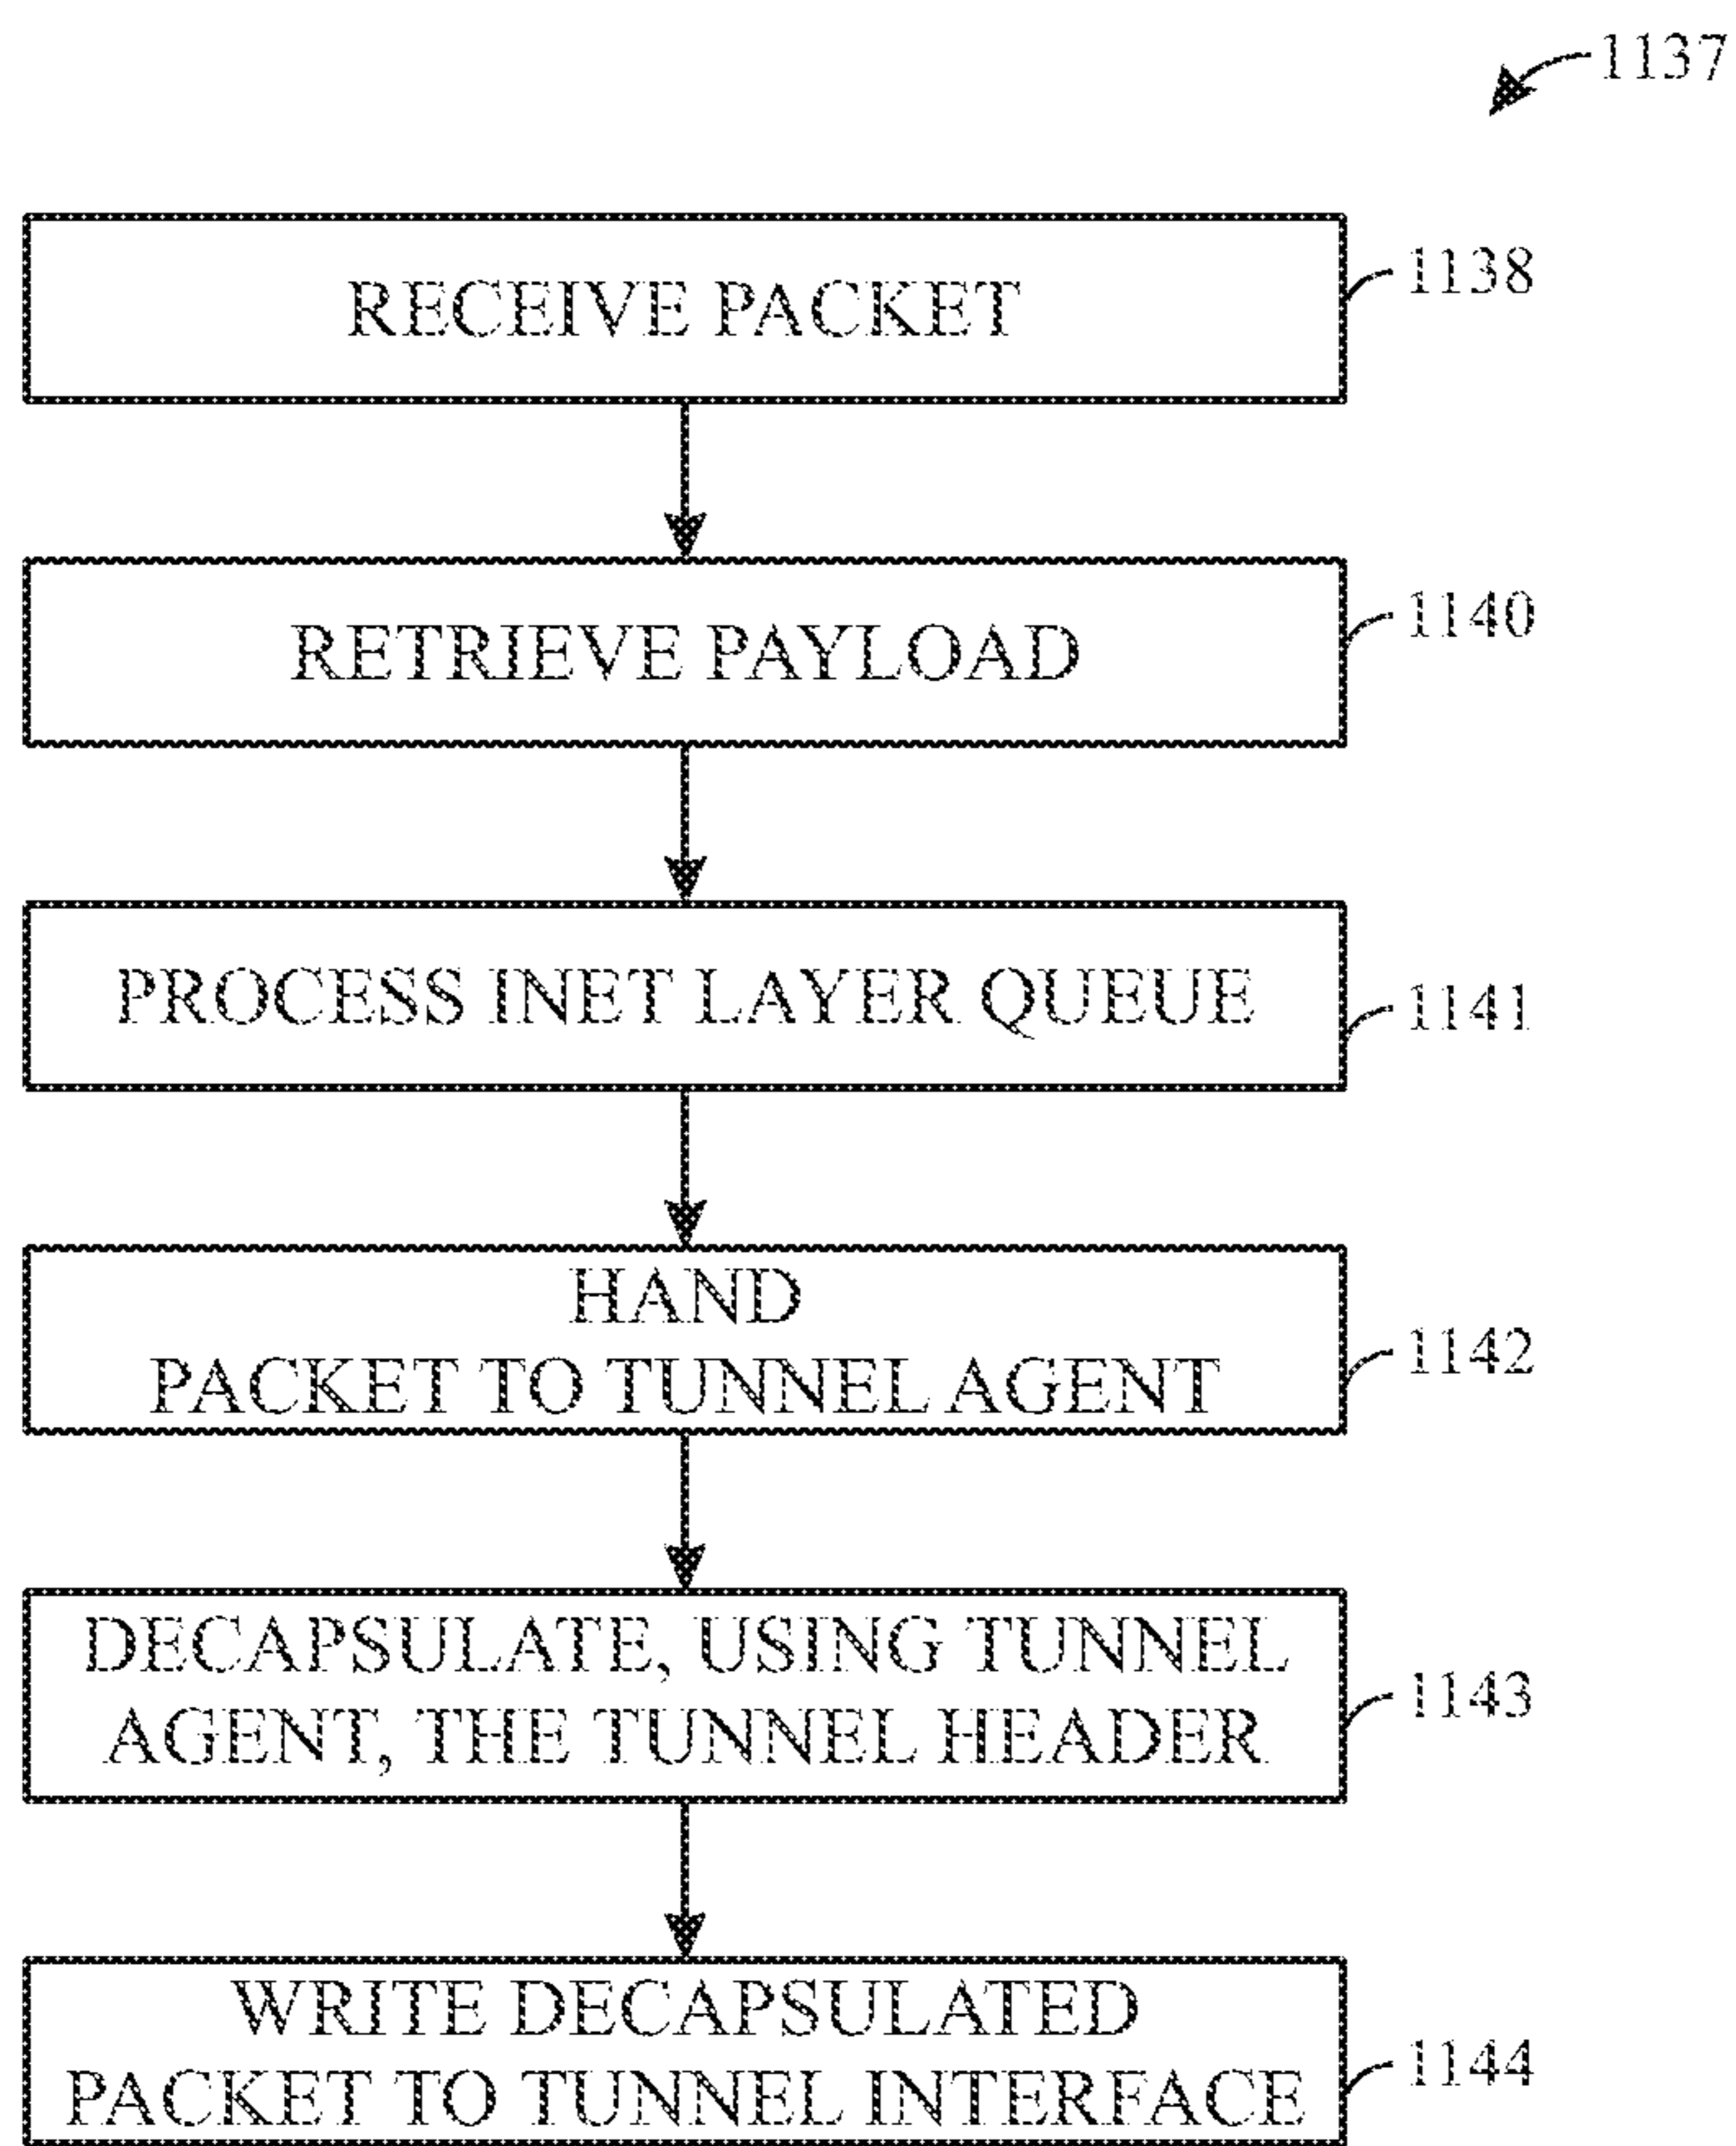 1137
RECEIVE PACKET
1138
RETRIEVE PAYLOAD
1140
PROCESS INET LAYER QUEUE
1141
HAND
PACKET TO TUNNEL AGENT
1142
DECAPSULATE, USING TUNNEL
AGENT, THE TUNNEL HEADER
1143
WRITE DECAPSULATED
PACKET TO TUNNEL INTERFACE
1144